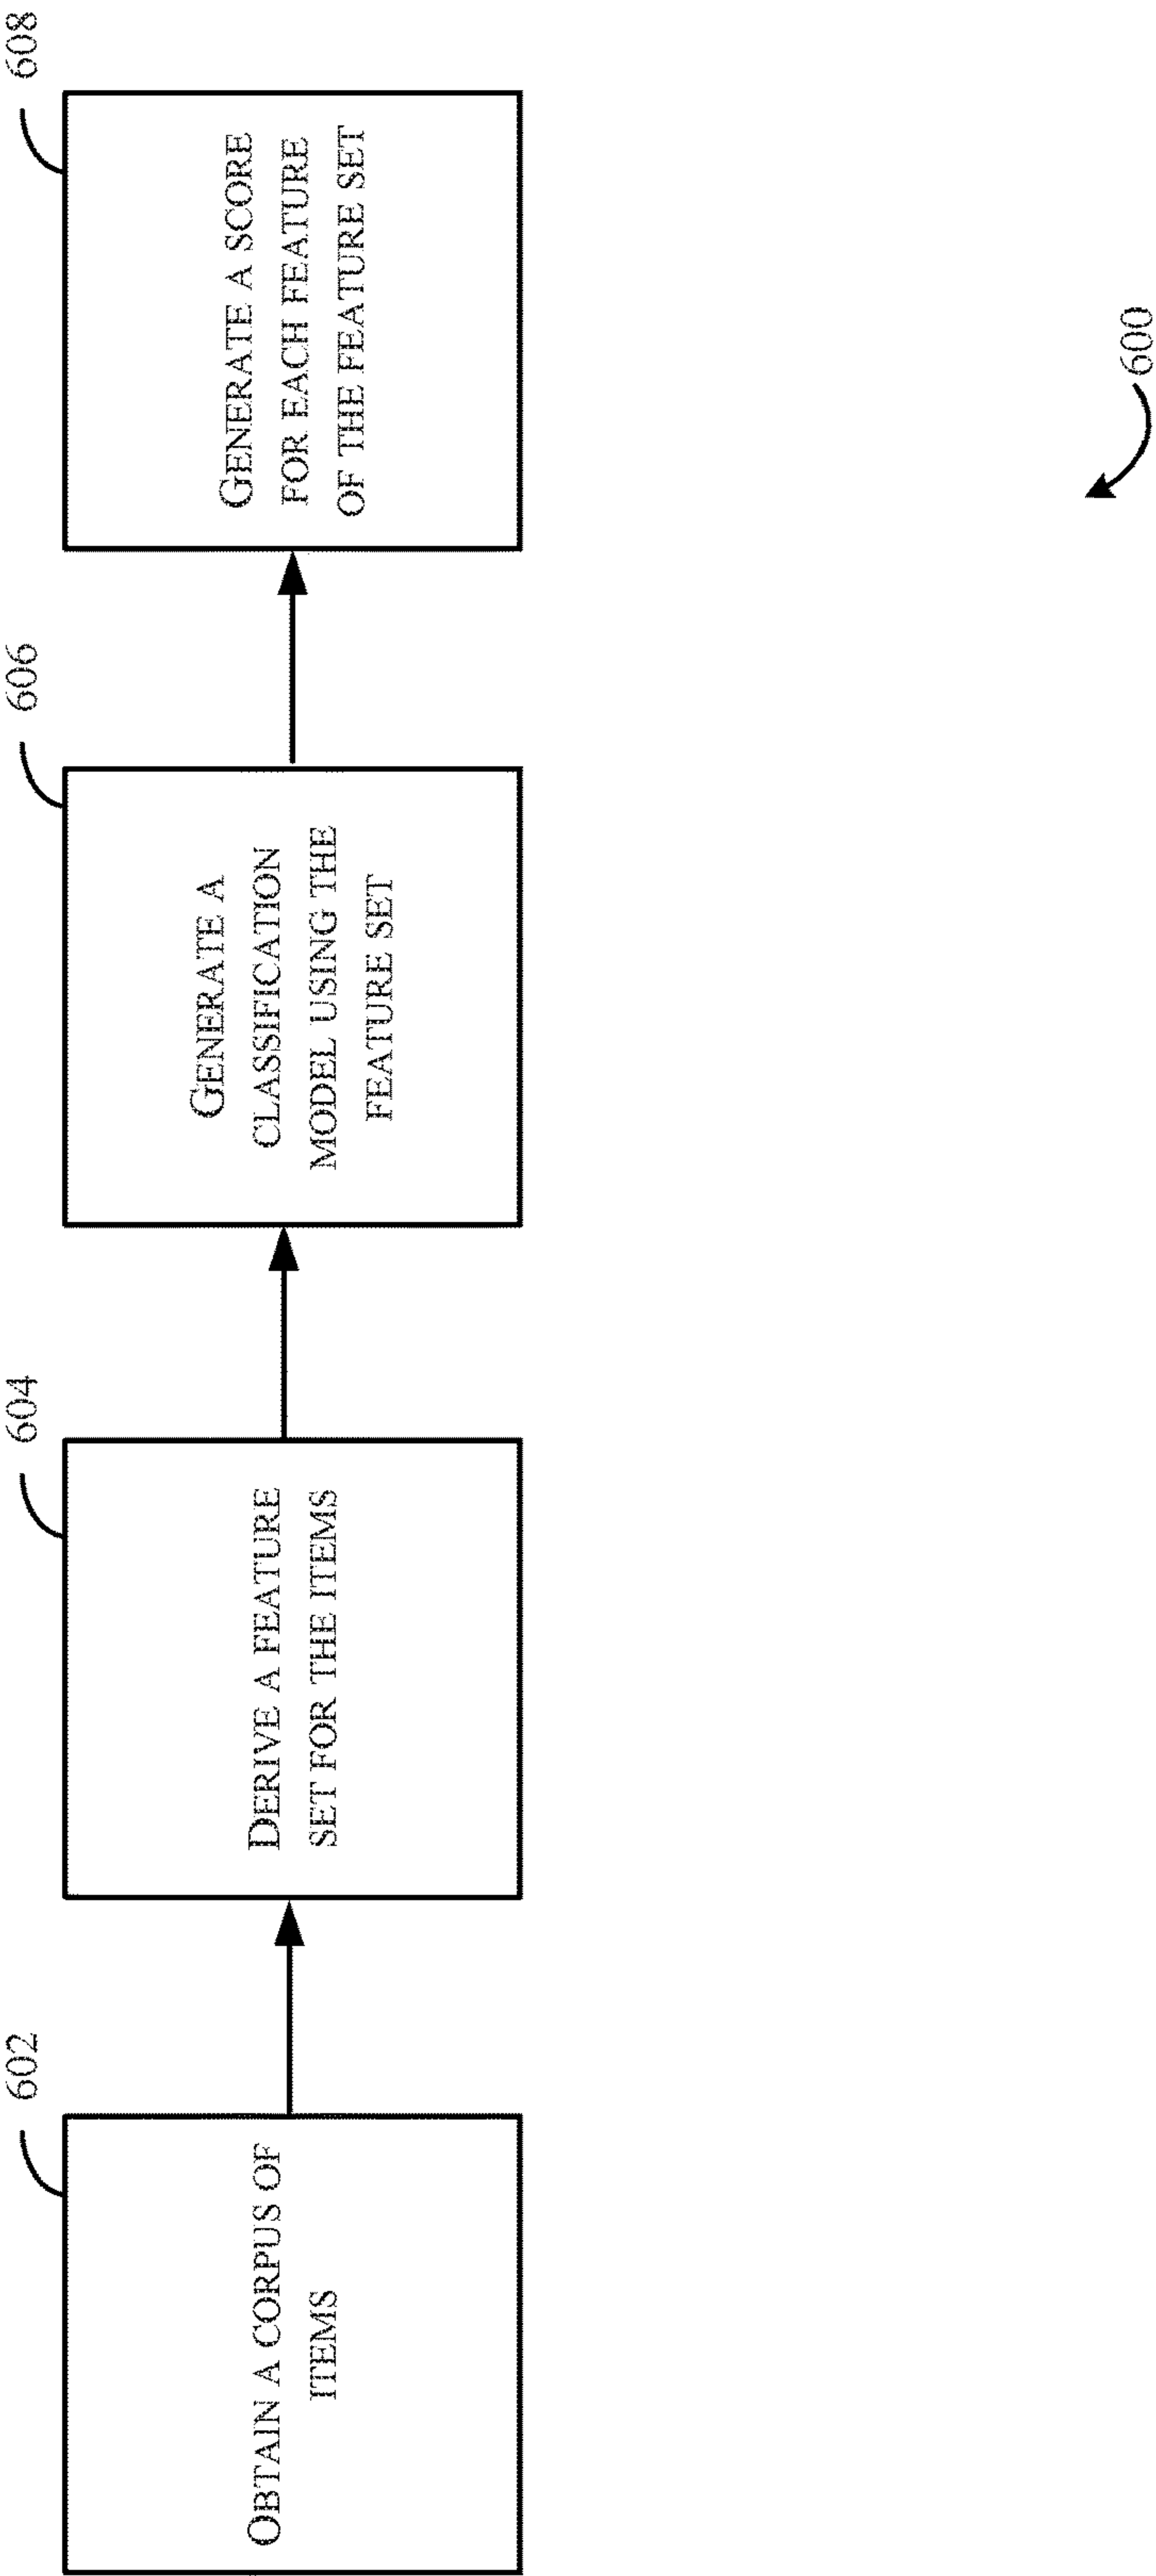 602
OBTAIN A CORPUS OF
ITEMS
604
DERIVE A FEATURE
SET FOR THE ITEMS
606
GENERATE A
CLASSIFICATION
MODEL USING THE
FEATURE SET
608
GENERATE A SCORE
FOR EACH FEATURE
OF THE FEATURE SET
600